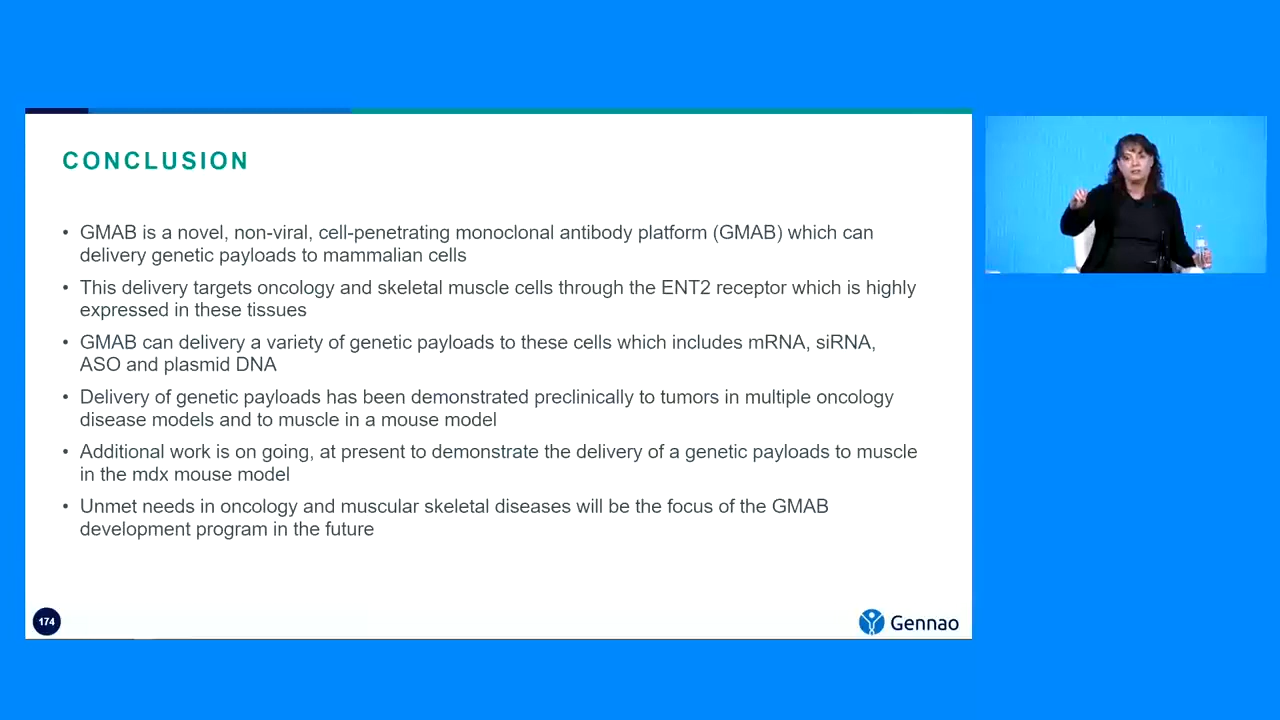 CONCLUSION
• GMAB is a novel, non-viral, cell-penetrating monoclonal antibody platform (GMAB) which can
delivery genetic payloads to mammalian cells
• This delivery targets oncology and skeletal muscle cells through the ENT2 receptor which is highly
expressed in these tissues
• GMAB can delivery a variety of genetic payloads to these cells which includes mRNA, siRNA,
ASO and plasmid DNA
• Delivery of genetic payloads has been demonstrated preclinically to tumors in multiple oncology
disease models and to muscle in a mouse model
• Additional work is on going, at present to demonstrate the delivery of a genetic payloads to muscle
in the mdx mouse model
• Unmet needs in oncology and muscular skeletal diseases will be the focus of the GMAB
development program in the future
174
Gennao